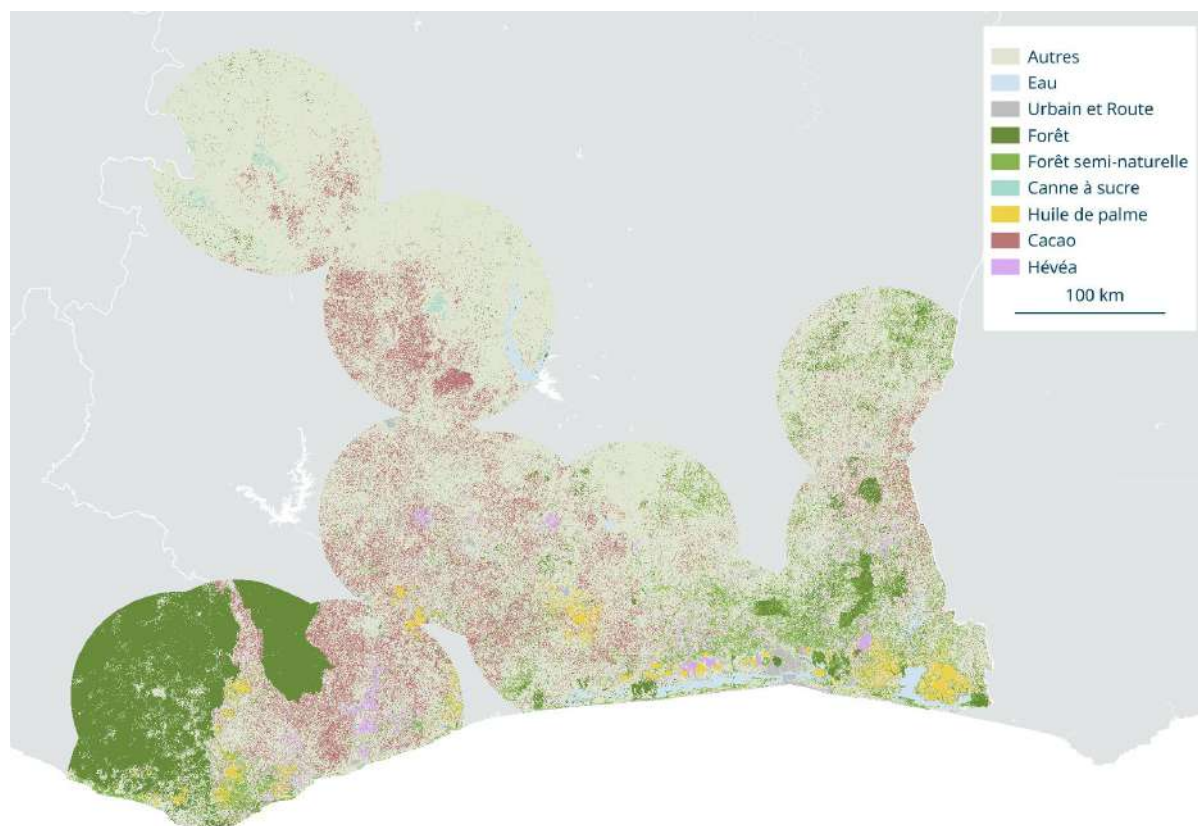 Autres
Eau
Urbain et Route
Forêt
Forêt semi-naturelle
Canne à sucre
Huile de palme
Cacao
Hévéa
100 km